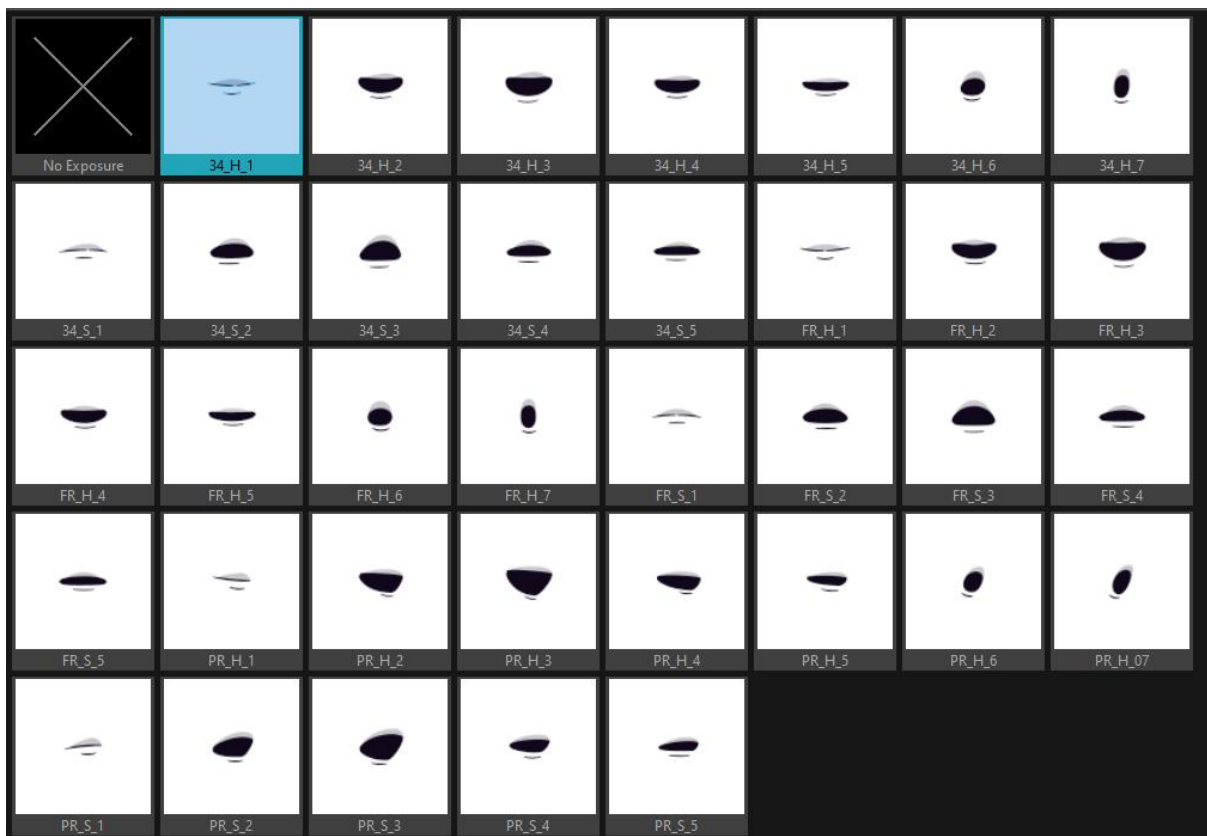 No Exposure
34_H_1
34_H_2
34_H_3
34_H_4
34_H_5
34_H_6
34_H_7
34_S_1
34_S_2
34_S_3
34_S_4
34_S_5
FR_H_1
FR_H_2
FR_H_3
FR_H_4
FR_H_5
FR_H_6
FR_H_7
FR_S_1
FR_S_2
FR_S_3
FR_S_4
FR_S_5
PR_H_1
PR_H_2
PR_H_3
PR_H_4
PR_H_5
PR_H_6
PR_H_07
PR_S_1
PR_S_2
PR_S_3
PR_S_4
PR_S_5